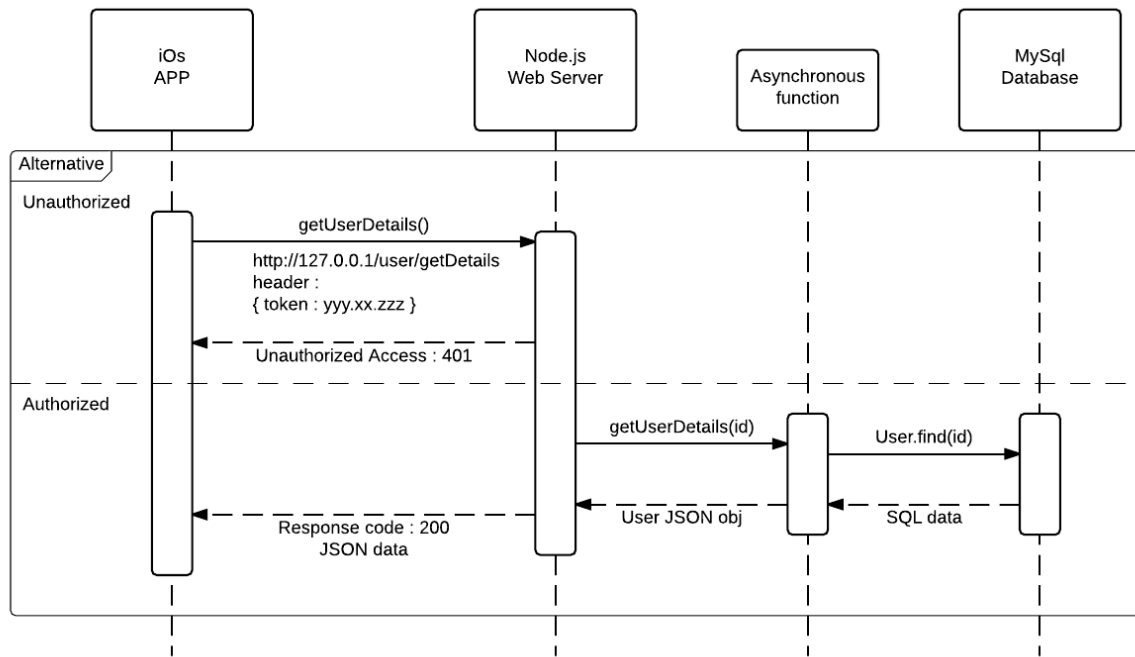 iOs
APP
Node.js
Web Server
Asynchronous
function
MySql
Database
Alternative
Unauthorized
getUserDetails()
http://127.0.0.1/user/getDetails
header :
{ token : yyy.xx.zzz }
Unauthorized Access : 401
Authorized
getUserDetails(id)
User.find(id)
User JSON obj
SQL data
Response code : 200
JSON data